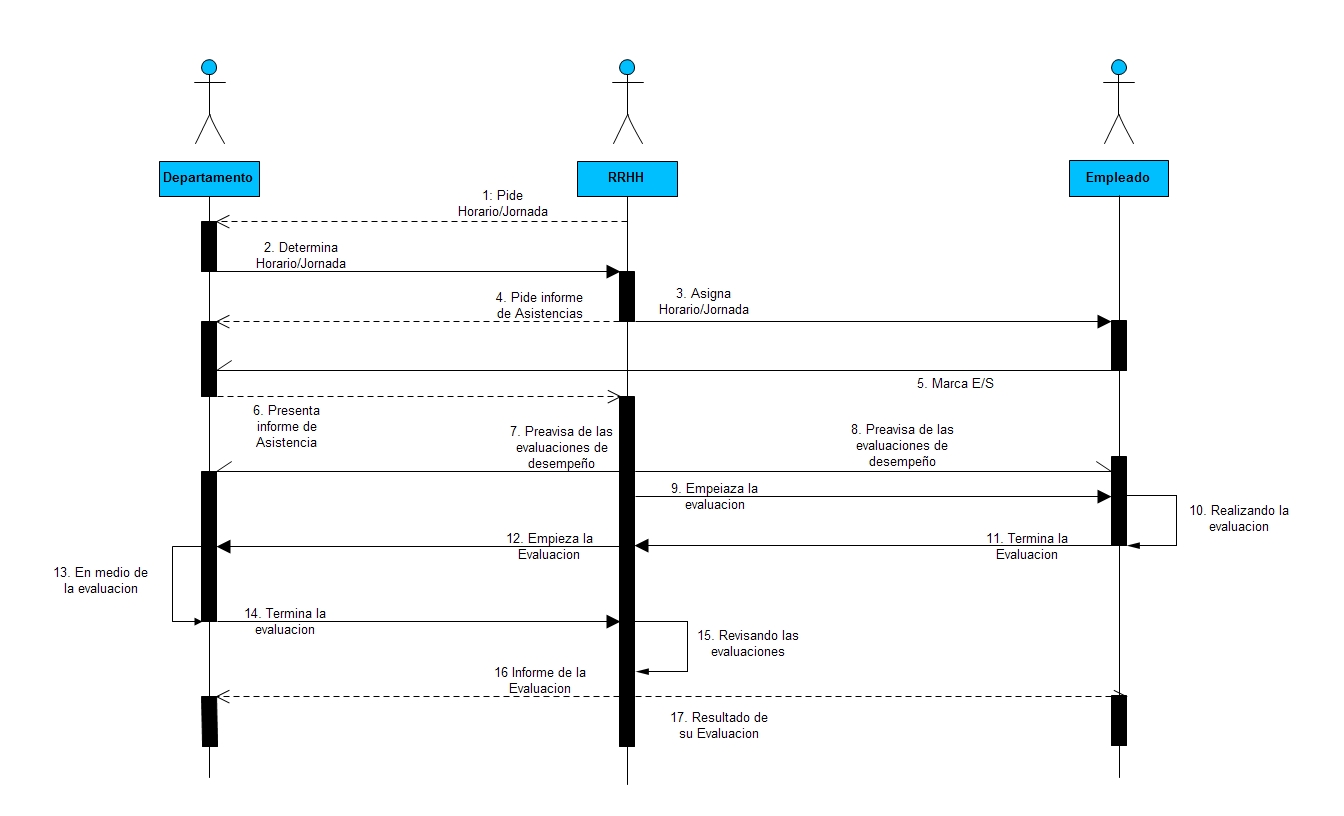 Departamento
RRHH
Empleado
1: Pide
Horario/Jornada
2. Determina
Horario/Jornada
3. Asigna
Horario/Jornada
4. Pide informe
de Asistencias
5. Marca E/S
6. Presenta
informe de
Asistencia
7. Preavisa de las
evaluaciones de
desempeño
8. Preavisa de las
evaluaciones de
desempeño
9. Empeiaza la
evaluacion
10. Realizando la
evaluacion
11. Termina la
Evaluacion
12. Empieza la
Evaluacion
13. En medio de
la evaluacion
14. Termina la
evaluacion
15. Revisando las
evaluaciones
16 Informe de la
Evaluacion
17. Resultado de
su Evaluacion